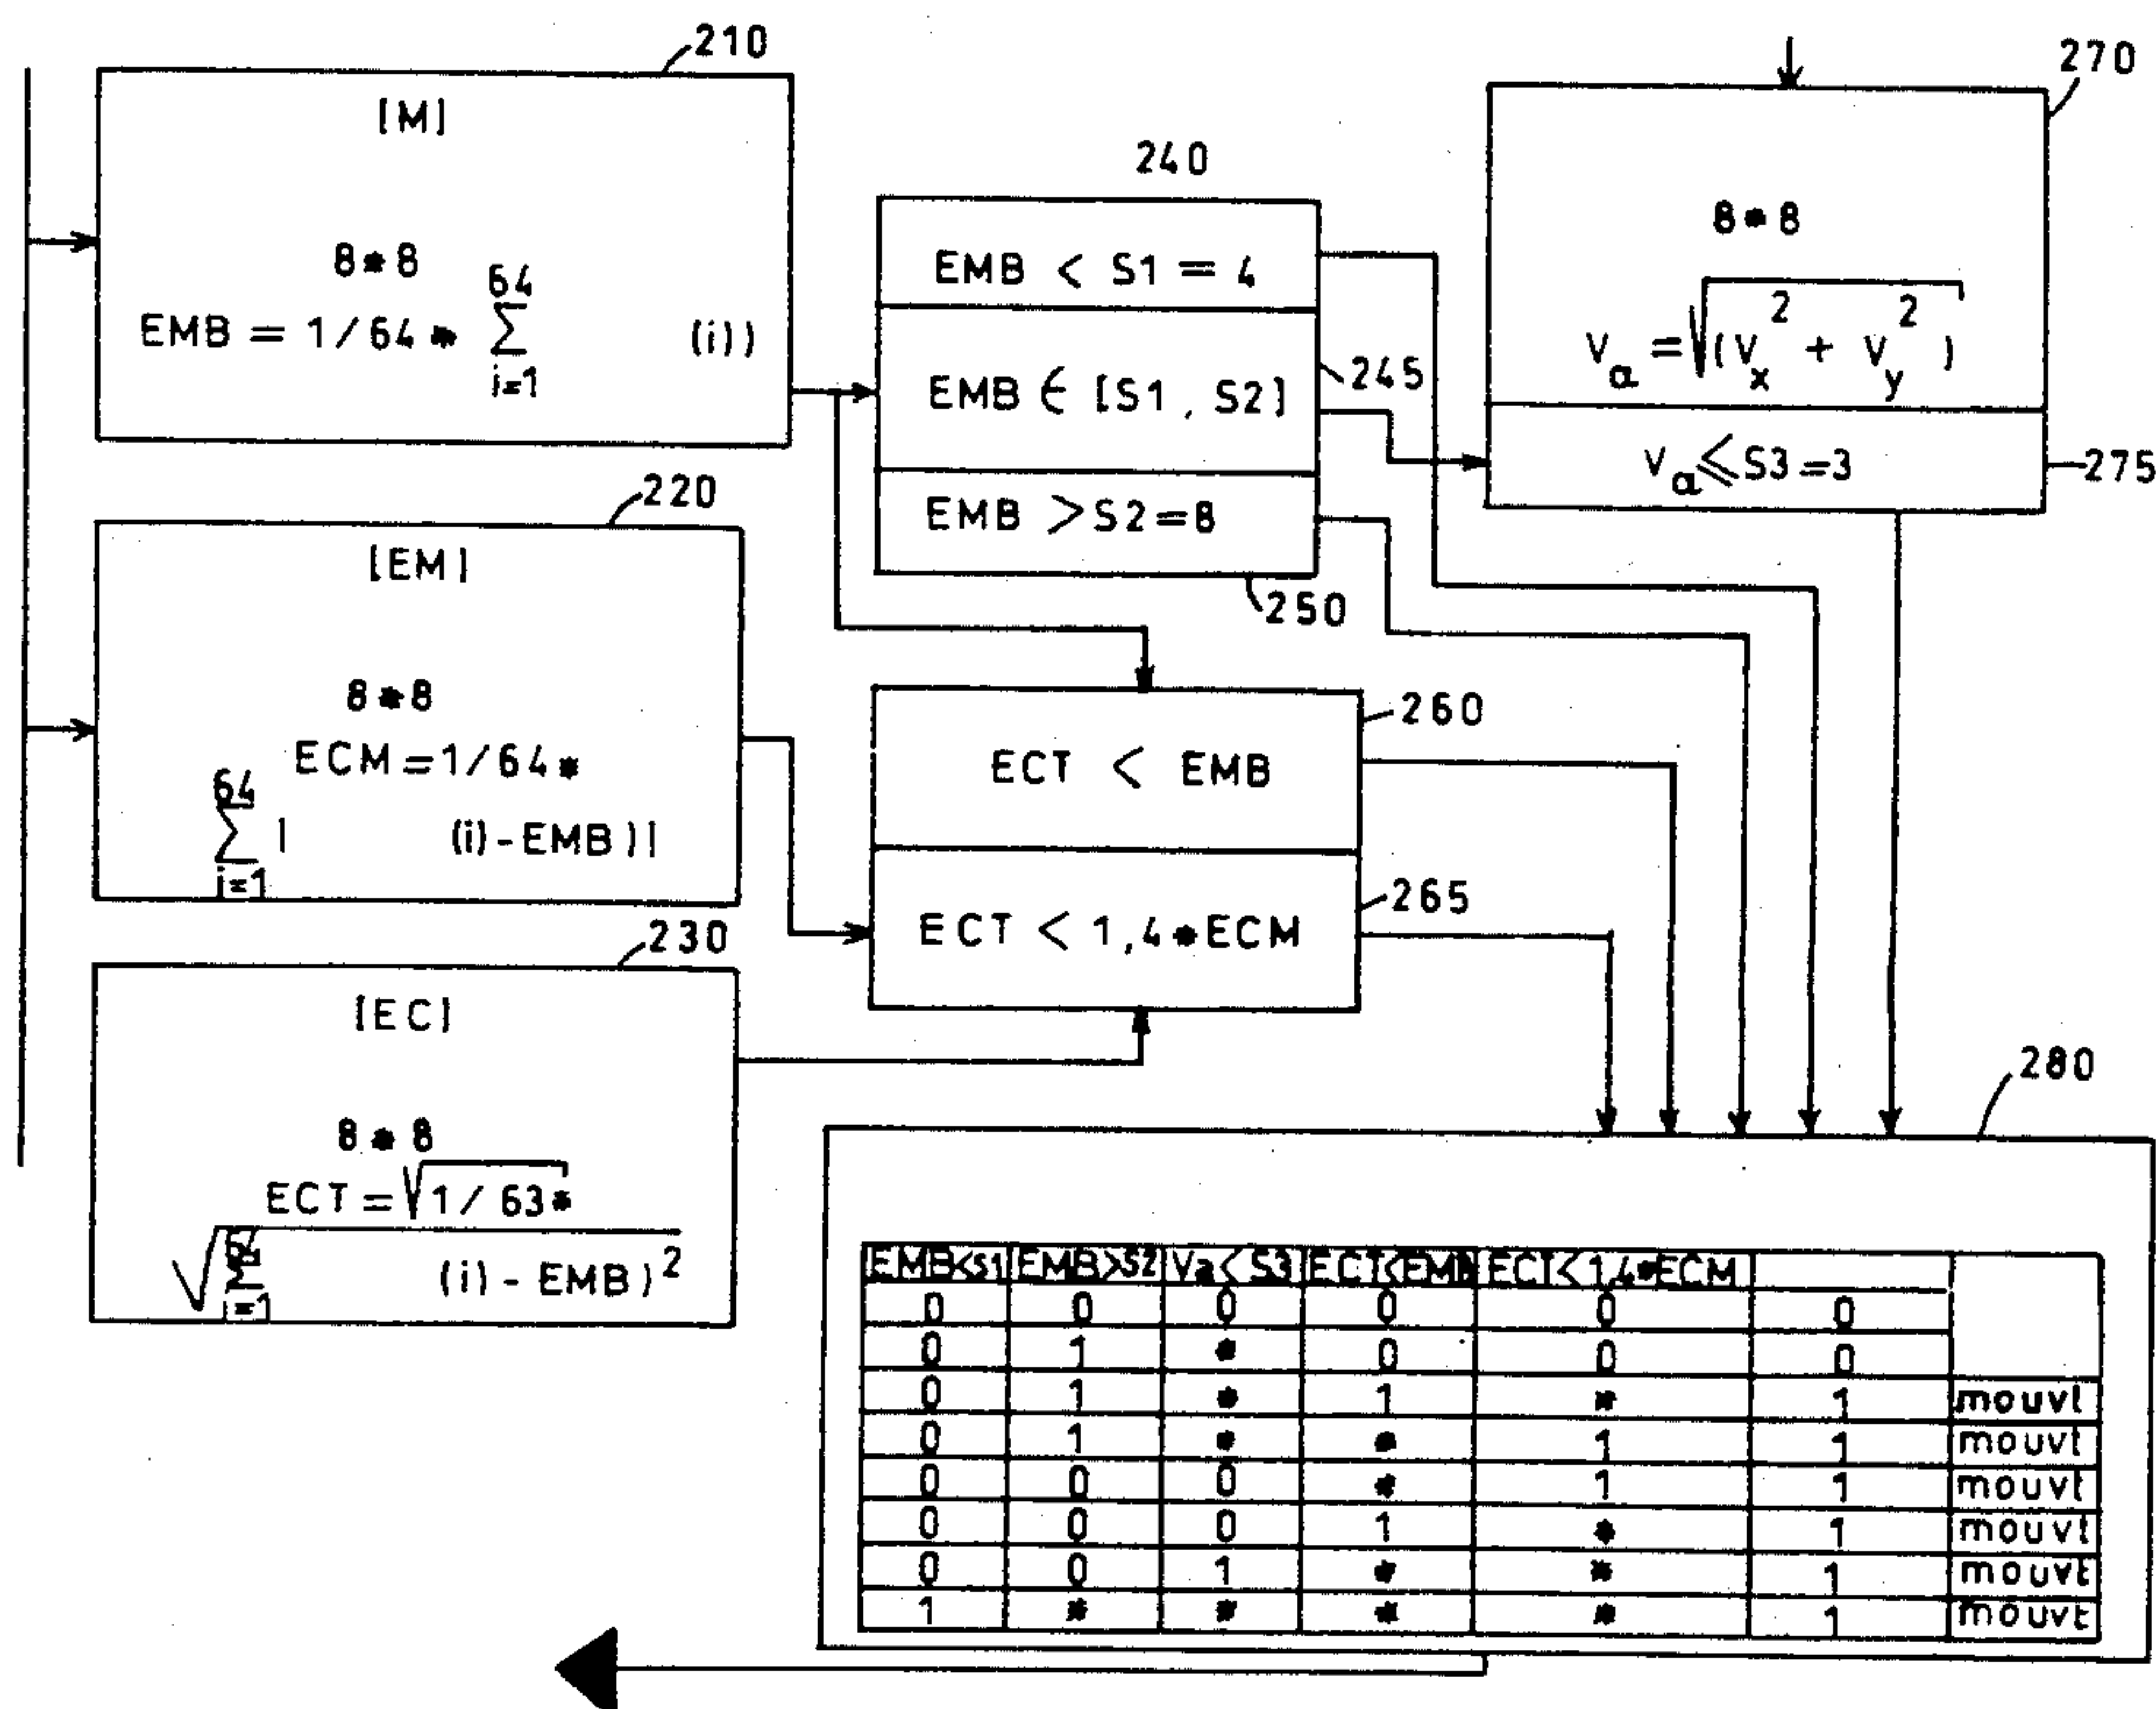 210
[M]
8*8
64
EMB = 1/64 * ∑ (i))
i=1
220
[EM]
8*8
ECM = 1/64*
64
∑ | (i) - EMB)|
i=1
230
[EC]
8*8
ECT = √1/63*
√∑ (i) - EMB)²
i=1
240
EMB < S1 = 4
EMB ∈ [S1, S2]
245
EMB > S2 = 8
250
260
ECT < EMB
265
ECT < 1,4*ECM
270
8*8
Va = √(Vx² + Vy²)
Va ⩽ S3 = 3
275
280
EMB<S1 EMB>S2 Va<S3 ECT<EMB ECT<1,4*ECM
0 0 0 0 0 0
0 1 * 0 0 0
0 1 * 1 * 1 mouvt
0 1 * * 1 1 mouvt
0 0 0 * 1 1 mouvt
0 0 0 1 * 1 mouvt
0 0 1 * * 1 mouvt
1 * * * * 1 mouvt